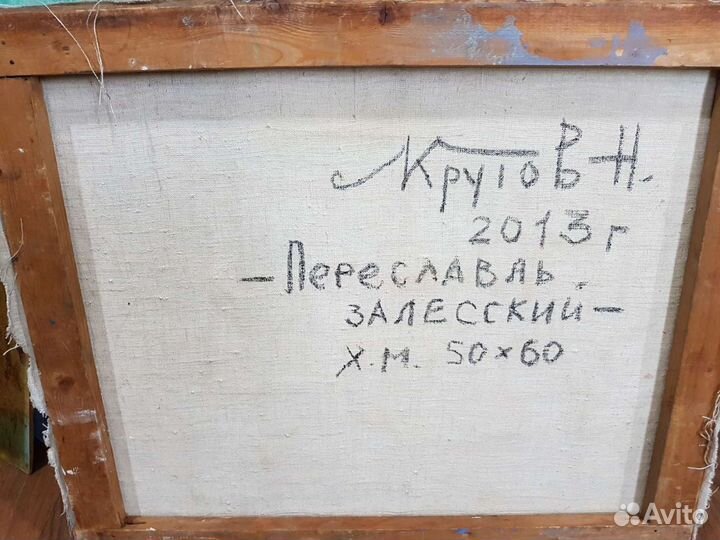 Крутов Н.
2013 г
-Переславль
ЗАЛЕССКИЙ-
Х.М. 50×60
Avito